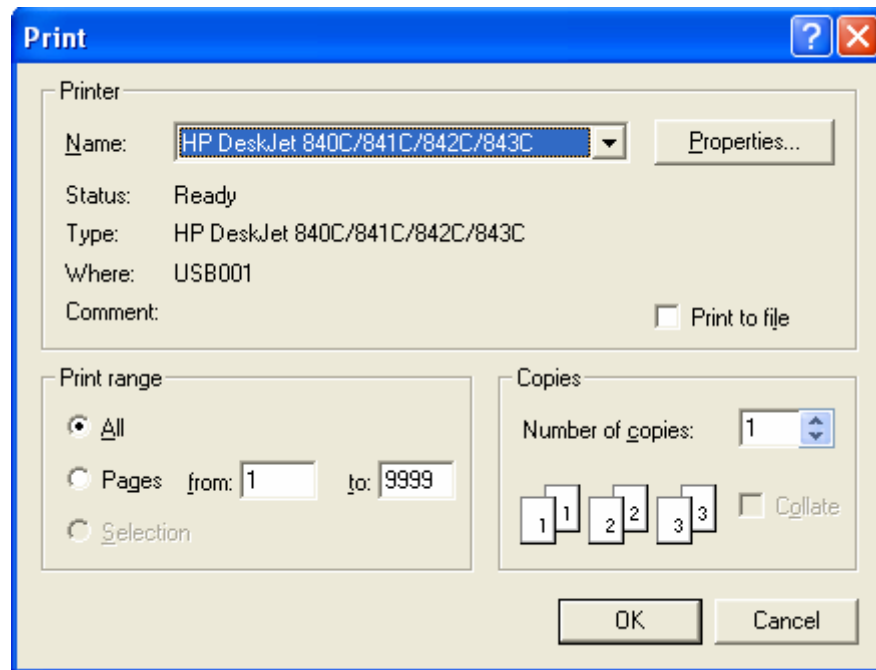 Print
Printer
Name: HP DeskJet 840C/841C/842C/843C Properties...
Status: Ready
Type: HP DeskJet 840C/841C/842C/843C
Where: USB001
Comment: Print to file
Print range Copies
All Number of copies: 1
Pages from: 1 to: 9999
1 1 2 2 3 3 Collate
Selection
OK Cancel